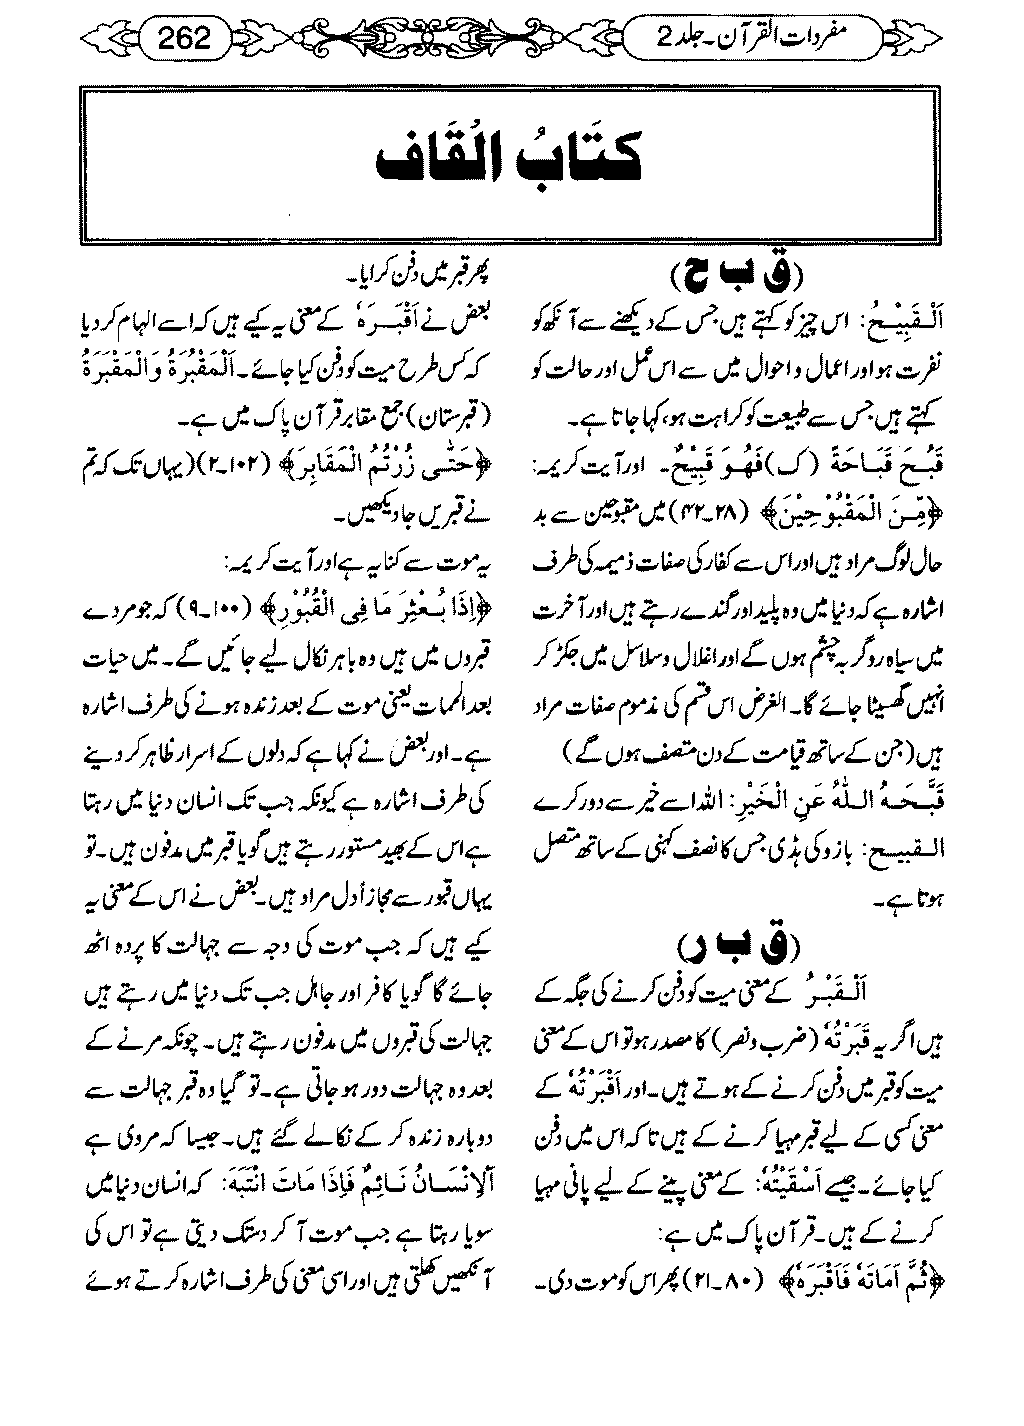 مفردات القرآن۔جلد 2
262
كِتَابُ الْقَاف
(ق ب ح)
اَلْقَبِيْحُ: اس چیز کو کہتے ہیں جس کے دیکھنے سے آنکھ کو
نفرت ہو اور اعمال و احوال میں سے اس عمل اور حالت کو
کہتے ہیں جس سے طبیعت کو کراہت ہو، کہا جاتا ہے۔
قَبُحَ قَبَاحَةً (ک) فَهُوَ قَبِيْحٌ۔ اور آیت کریمہ:
﴿مِّنَ الْمَقْبُوْحِيْنَ﴾ (۲۸۔۴۲) میں مقبوحین سے بد
حال لوگ مراد ہیں اور اس سے کفار کی صفات ذمیمہ کی طرف
اشارہ ہے کہ دنیا میں وہ پلید اور گندے رہتے ہیں اور آخرت
میں سیاہ رو گربہ چشم ہوں گے اور اغلال و سلاسل میں جکڑ کر
انہیں گھسیٹا جائے گا۔ الغرض اس قسم کی مذموم صفات مراد
ہیں (جن کے ساتھ قیامت کے دن متصف ہوں گے)
قَبَّحَهُ اللهُ عَنِ الْخَيْرِ: اللہ اسے خیر سے دور کرے
القبیح: بازو کی ہڈی جس کا نصف کہنی کے ساتھ متصل
ہوتا ہے۔
(ق ب ر)
اَلْقَبْرُ کے معنی میت کو دفن کرنے کی جگہ کے
ہیں اگر یہ قَبَرْتُهٗ (ضرب و نصر) کا مصدر ہو تو اس کے معنی
میت کو قبر میں دفن کرنے کے ہوتے ہیں۔ اور اَقْبَرْتُهٗ کے
معنی کسی کے لیے قبر مہیا کرنے کے ہیں تاکہ اس میں دفن
کیا جائے۔ جیسے اَسْقَيْتُهٗ: کے معنی پینے کے لیے پانی مہیا
کرنے کے ہیں۔ قرآن پاک میں ہے:
﴿ثُمَّ اَمَاتَهٗ فَاَقْبَرَهٗ﴾ (۸۰۔۲۱) پھر اس کو موت دی۔
پھر قبر میں دفن کرایا۔
بعض نے اَقْبَرَهٗ کے معنی یہ کیے ہیں کہ اسے الہام کر دیا
کہ کس طرح میت کو دفن کیا جائے۔ اَلْمَقْبُرَةُ وَالْمَقْبَرَةُ
(قبرستان) جمع مقابر قرآن پاک میں ہے۔
﴿حَتّٰى زُرْتُمُ الْمَقَابِرَ﴾ (۱۰۲۔۲) (یہاں تک کہ تم
نے قبریں جا دیکھیں۔
یہ موت سے کنایہ ہے اور آیت کریمہ:
﴿اِذَا بُعْثِرَ مَا فِى الْقُبُوْرِ﴾ (۱۰۰۔۹) کہ جو مردے
قبروں میں ہیں وہ باہر نکال لیے جائیں گے۔ میں حیات
بعد الممات یعنی موت کے بعد زندہ ہونے کی طرف اشارہ
ہے۔ اور بعض نے کہا ہے کہ دلوں کے اسرار ظاہر کر دینے
کی طرف اشارہ ہے کیونکہ جب تک انسان دنیا میں رہتا
ہے اس کے بھید مستور رہتے ہیں گویا قبر میں مدفون ہیں۔ تو
یہاں قبور سے مجازاً دل مراد ہیں۔ بعض نے اس کے معنی یہ
کیے ہیں کہ جب موت کی وجہ سے جہالت کا پردہ اٹھ
جائے گا گویا کافر اور جاہل جب تک دنیا میں رہتے ہیں
جہالت کی قبروں میں مدفون رہتے ہیں۔ چونکہ مرنے کے
بعد وہ جہالت دور ہو جاتی ہے۔ تو گیا وہ قبر جہالت سے
دوبارہ زندہ کر کے نکالے گئے ہیں۔ جیسا کہ مروی ہے
اَلْاِنْسَانُ نَائِمٌ فَاِذَا مَاتَ انْتَبَهَ: کہ انسان دنیا میں
سویا رہتا ہے جب موت آ کر دستک دیتی ہے تو اس کی
آنکھیں کھلتی ہیں اور اسی معنی کی طرف اشارہ کرتے ہوئے